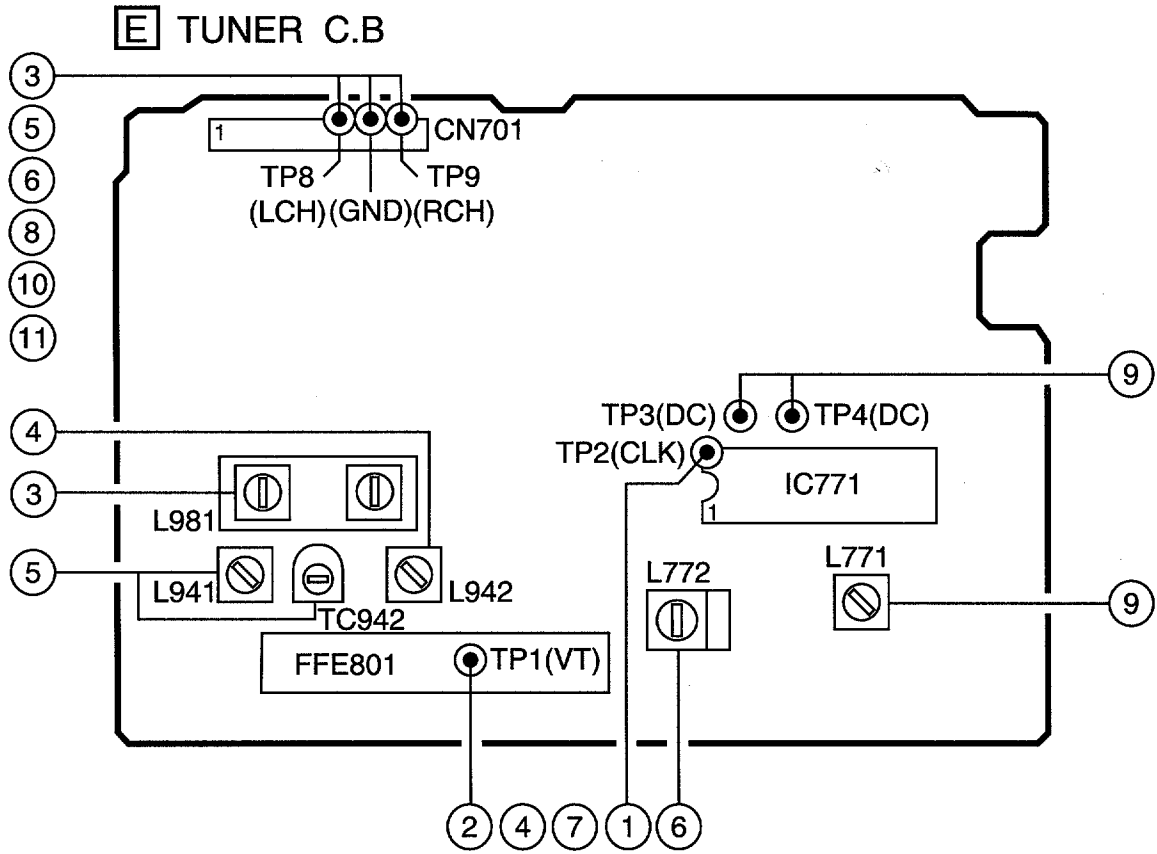 E TUNER C.B
3
5
6
8
10
11
1
CN701
TP8 TP9
(LCH) (GND) (RCH)
9
TP3(DC) TP4(DC)
TP2(CLK)
IC771
1
4
3
L981
5
L941
TC942
L942
L772
L771
9
FFE801
TP1(VT)
2 4 7 1 6